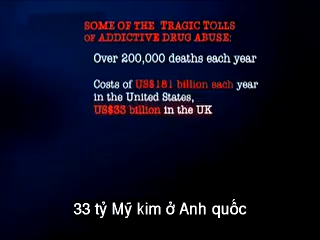 SOME OF THE TRAGIC TOLLS
OF ADDICTIVE DRUG ABUSE:
Over 200,000 deaths each year
Costs of US$181 billion each year
in the United States,
US$33 billion in the UK
33 tỷ Mỹ kim ở Anh quốc